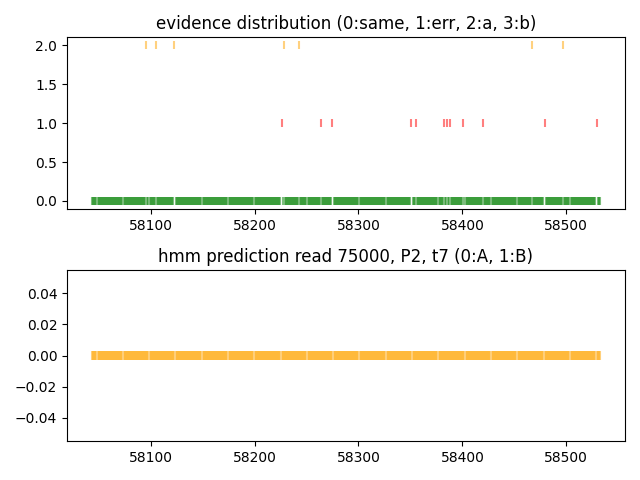 evidence distribution (0:same, 1:err, 2:a, 3:b)
2.0
1.5
1.0
0.5
0.0
58100 58200 58300 58400 58500
hmm prediction read 75000, P2, t7 (0:A, 1:B)
0.04
0.02
0.00
−0.02
−0.04
58100 58200 58300 58400 58500